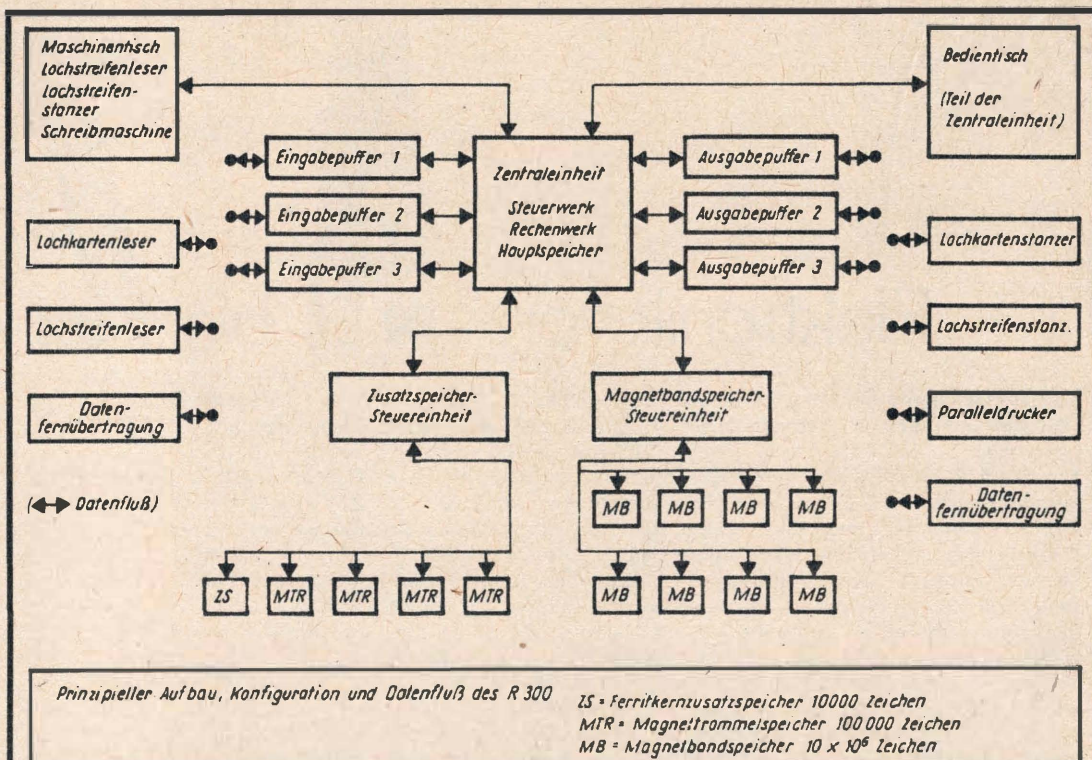 Maschinentisch
Lochstreifenleser
Lochstreifen-
stanzer
Schreibmaschine
Bedientisch
(Teil der
Zentraleinheit)
Eingabepuffer 1
Eingabepuffer 2
Eingabepuffer 3
Zentraleinheit
Steuerwerk
Rechenwerk
Hauptspeicher
Ausgabepuffer 1
Ausgabepuffer 2
Ausgabepuffer 3
Lochkartenleser
Lochstreifenleser
Daten-
fernübertragung
(↔ Datenfluß)
Lochkartenstanzer
Lochstreifenstanz.
Paralleldrucker
Daten-
fernübertragung
Zusatzspeicher-
Steuereinheit
Magnetbandspeicher-
Steuereinheit
MB MB MB MB
ZS MTR MTR MTR MTR
MB MB MB MB
Prinzipieller Aufbau, Konfiguration und Datenfluß des R 300
ZS = Ferritkernzusatzspeicher 10000 Zeichen
MTR = Magnettrommelspeicher 100 000 Zeichen
MB = Magnetbandspeicher 10 x 10⁶ Zeichen